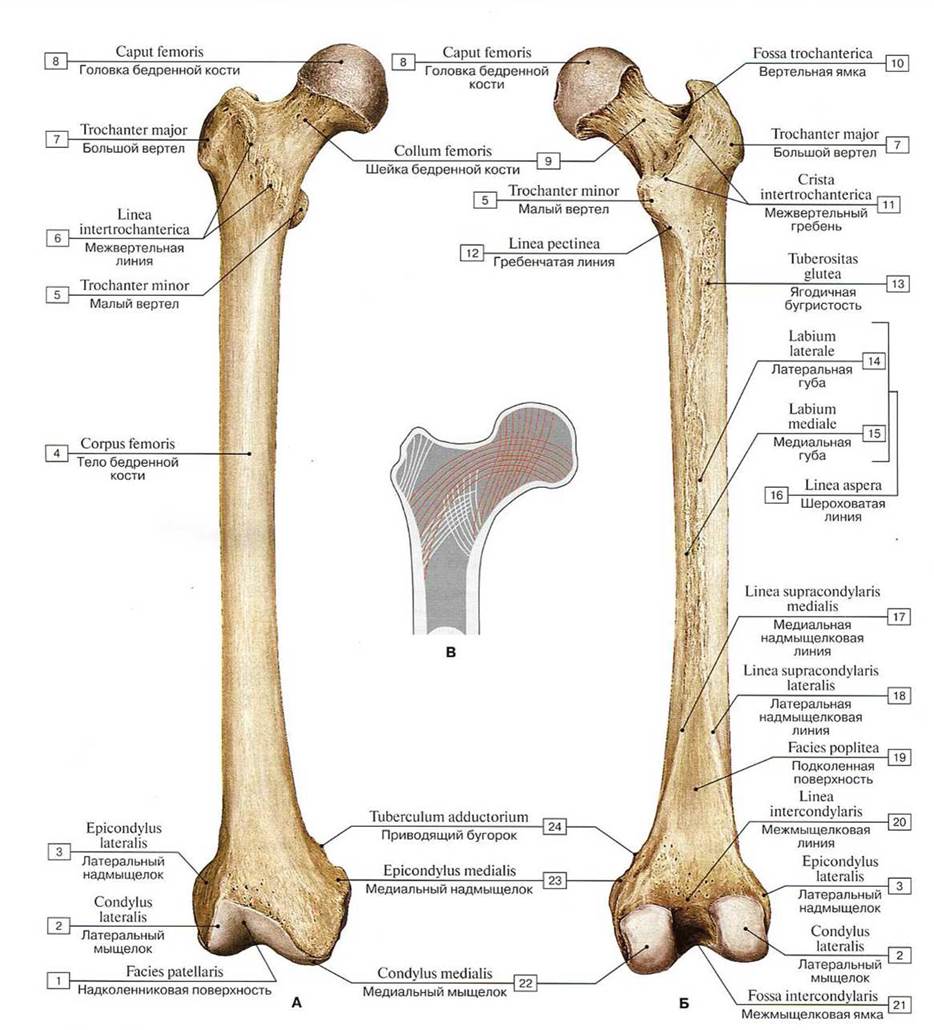 8
Caput femoris
Головка бедренной кости
7
Trochanter major
Большой вертел
6
Linea
intertrochanterica
Межвертельная
линия
5
Trochanter minor
Малый вертел
4
Corpus femoris
Тело бедренной
кости
3
Epicondylus
lateralis
Латеральный
надмыщелок
2
Condylus
lateralis
Латеральный
мыщелок
1
Facies patellaris
Надколенниковая поверхность
А
8
Caput femoris
Головка бедренной
кости
Collum femoris
Шейка бедренной кости
9
5
Trochanter minor
Малый вертел
12
Linea pectinea
Гребенчатая линия
В
Tuberculum adductorium
Приводящий бугорок
24
Epicondylus medialis
Медиальный надмыщелок
23
Condylus medialis
Медиальный мыщелок
22
Fossa trochanterica
Вертельная ямка
10
Trochanter major
Большой вертел
7
Crista
intertrochanterica
Межвертельный
гребень
11
Tuberositas
glutea
Ягодичная
бугристость
13
Labium
laterale
Латеральная
губа
14
Labium
mediale
Медиальная
губа
15
16
Linea aspera
Шероховатая
линия
Linea supracondylaris
medialis
Медиальная
надмыщелковая
линия
17
Linea supracondylaris
lateralis
Латеральная
надмыщелковая
линия
18
Facies poplitea
Подколенная
поверхность
19
Linea
intercondylaris
Межмыщелковая
линия
20
Epicondylus
lateralis
Латеральный
надмыщелок
3
Condylus
lateralis
Латеральный
мыщелок
2
Fossa intercondylaris
Межмыщелковая ямка
21
Б